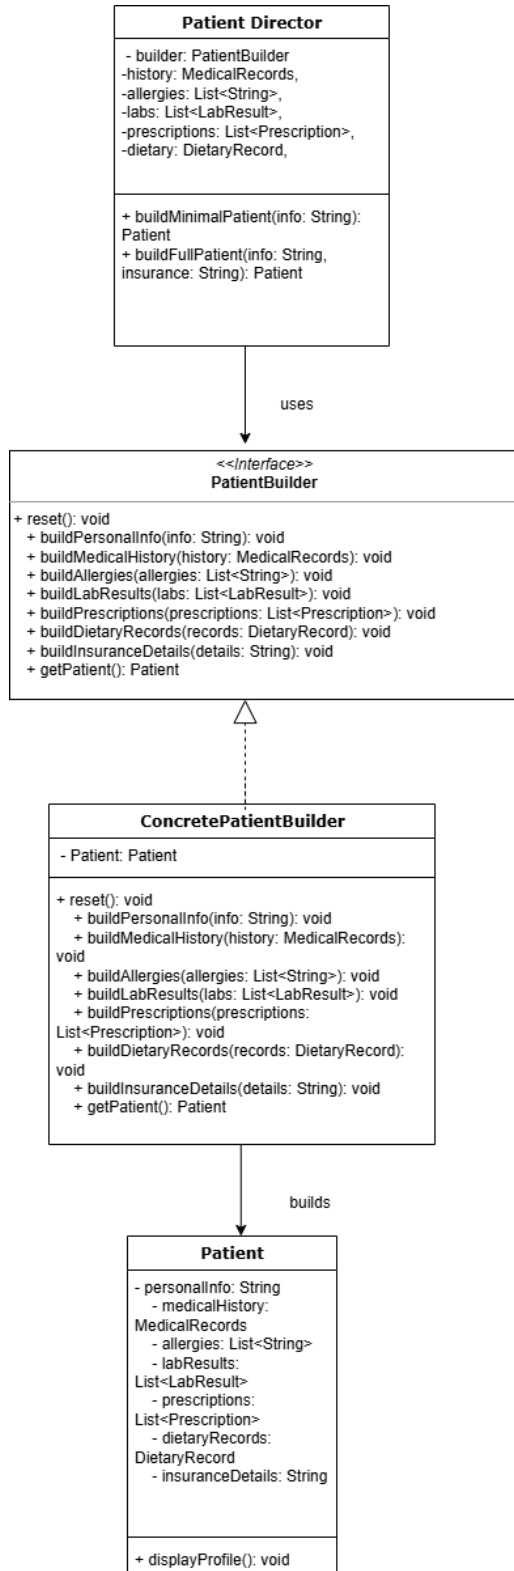 Patient Director
- builder: PatientBuilder
-history: MedicalRecords,
-allergies: List<String>,
-labs: List<LabResult>,
-prescriptions: List<Prescription>,
-dietary: DietaryRecord,
+ buildMinimalPatient(info: String):
Patient
+ buildFullPatient(info: String,
insurance: String): Patient
uses
<<Interface>>
PatientBuilder
+ reset(): void
+ buildPersonalInfo(info: String): void
+ buildMedicalHistory(history: MedicalRecords): void
+ buildAllergies(allergies: List<String>): void
+ buildLabResults(labs: List<LabResult>): void
+ buildPrescriptions(prescriptions: List<Prescription>): void
+ buildDietaryRecords(records: DietaryRecord): void
+ buildInsuranceDetails(details: String): void
+ getPatient(): Patient
ConcretePatientBuilder
- Patient: Patient
+ reset(): void
+ buildPersonalInfo(info: String): void
+ buildMedicalHistory(history: MedicalRecords):
void
+ buildAllergies(allergies: List<String>): void
+ buildLabResults(labs: List<LabResult>): void
+ buildPrescriptions(prescriptions:
List<Prescription>): void
+ buildDietaryRecords(records: DietaryRecord):
void
+ buildInsuranceDetails(details: String): void
+ getPatient(): Patient
builds
Patient
- personalInfo: String
- medicalHistory:
MedicalRecords
- allergies: List<String>
- labResults:
List<LabResult>
- prescriptions:
List<Prescription>
- dietaryRecords:
DietaryRecord
- insuranceDetails: String
+ displayProfile(): void